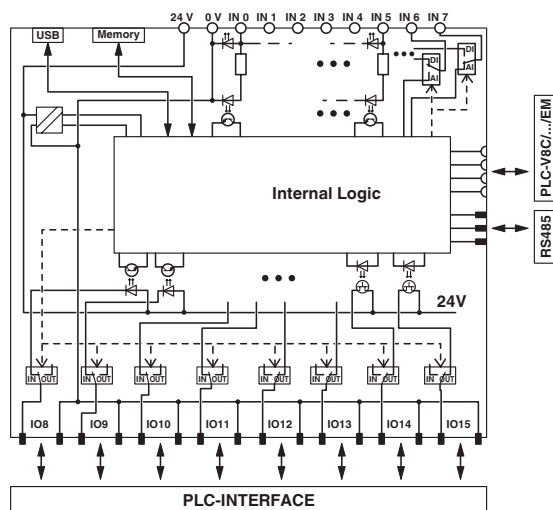 24 V 0 V IN 0 IN 1 IN 2 IN 3 IN 4 IN 5 IN 6 IN 7
USB Memory
DI
AI
DI
AI
Internal Logic
PLC-V8C/.../EM
RS485
24V
IN OUT IN OUT IN OUT IN OUT IN OUT IN OUT IN OUT IN OUT
IO8 IO9 IO10 IO11 IO12 IO13 IO14 IO15
PLC-INTERFACE